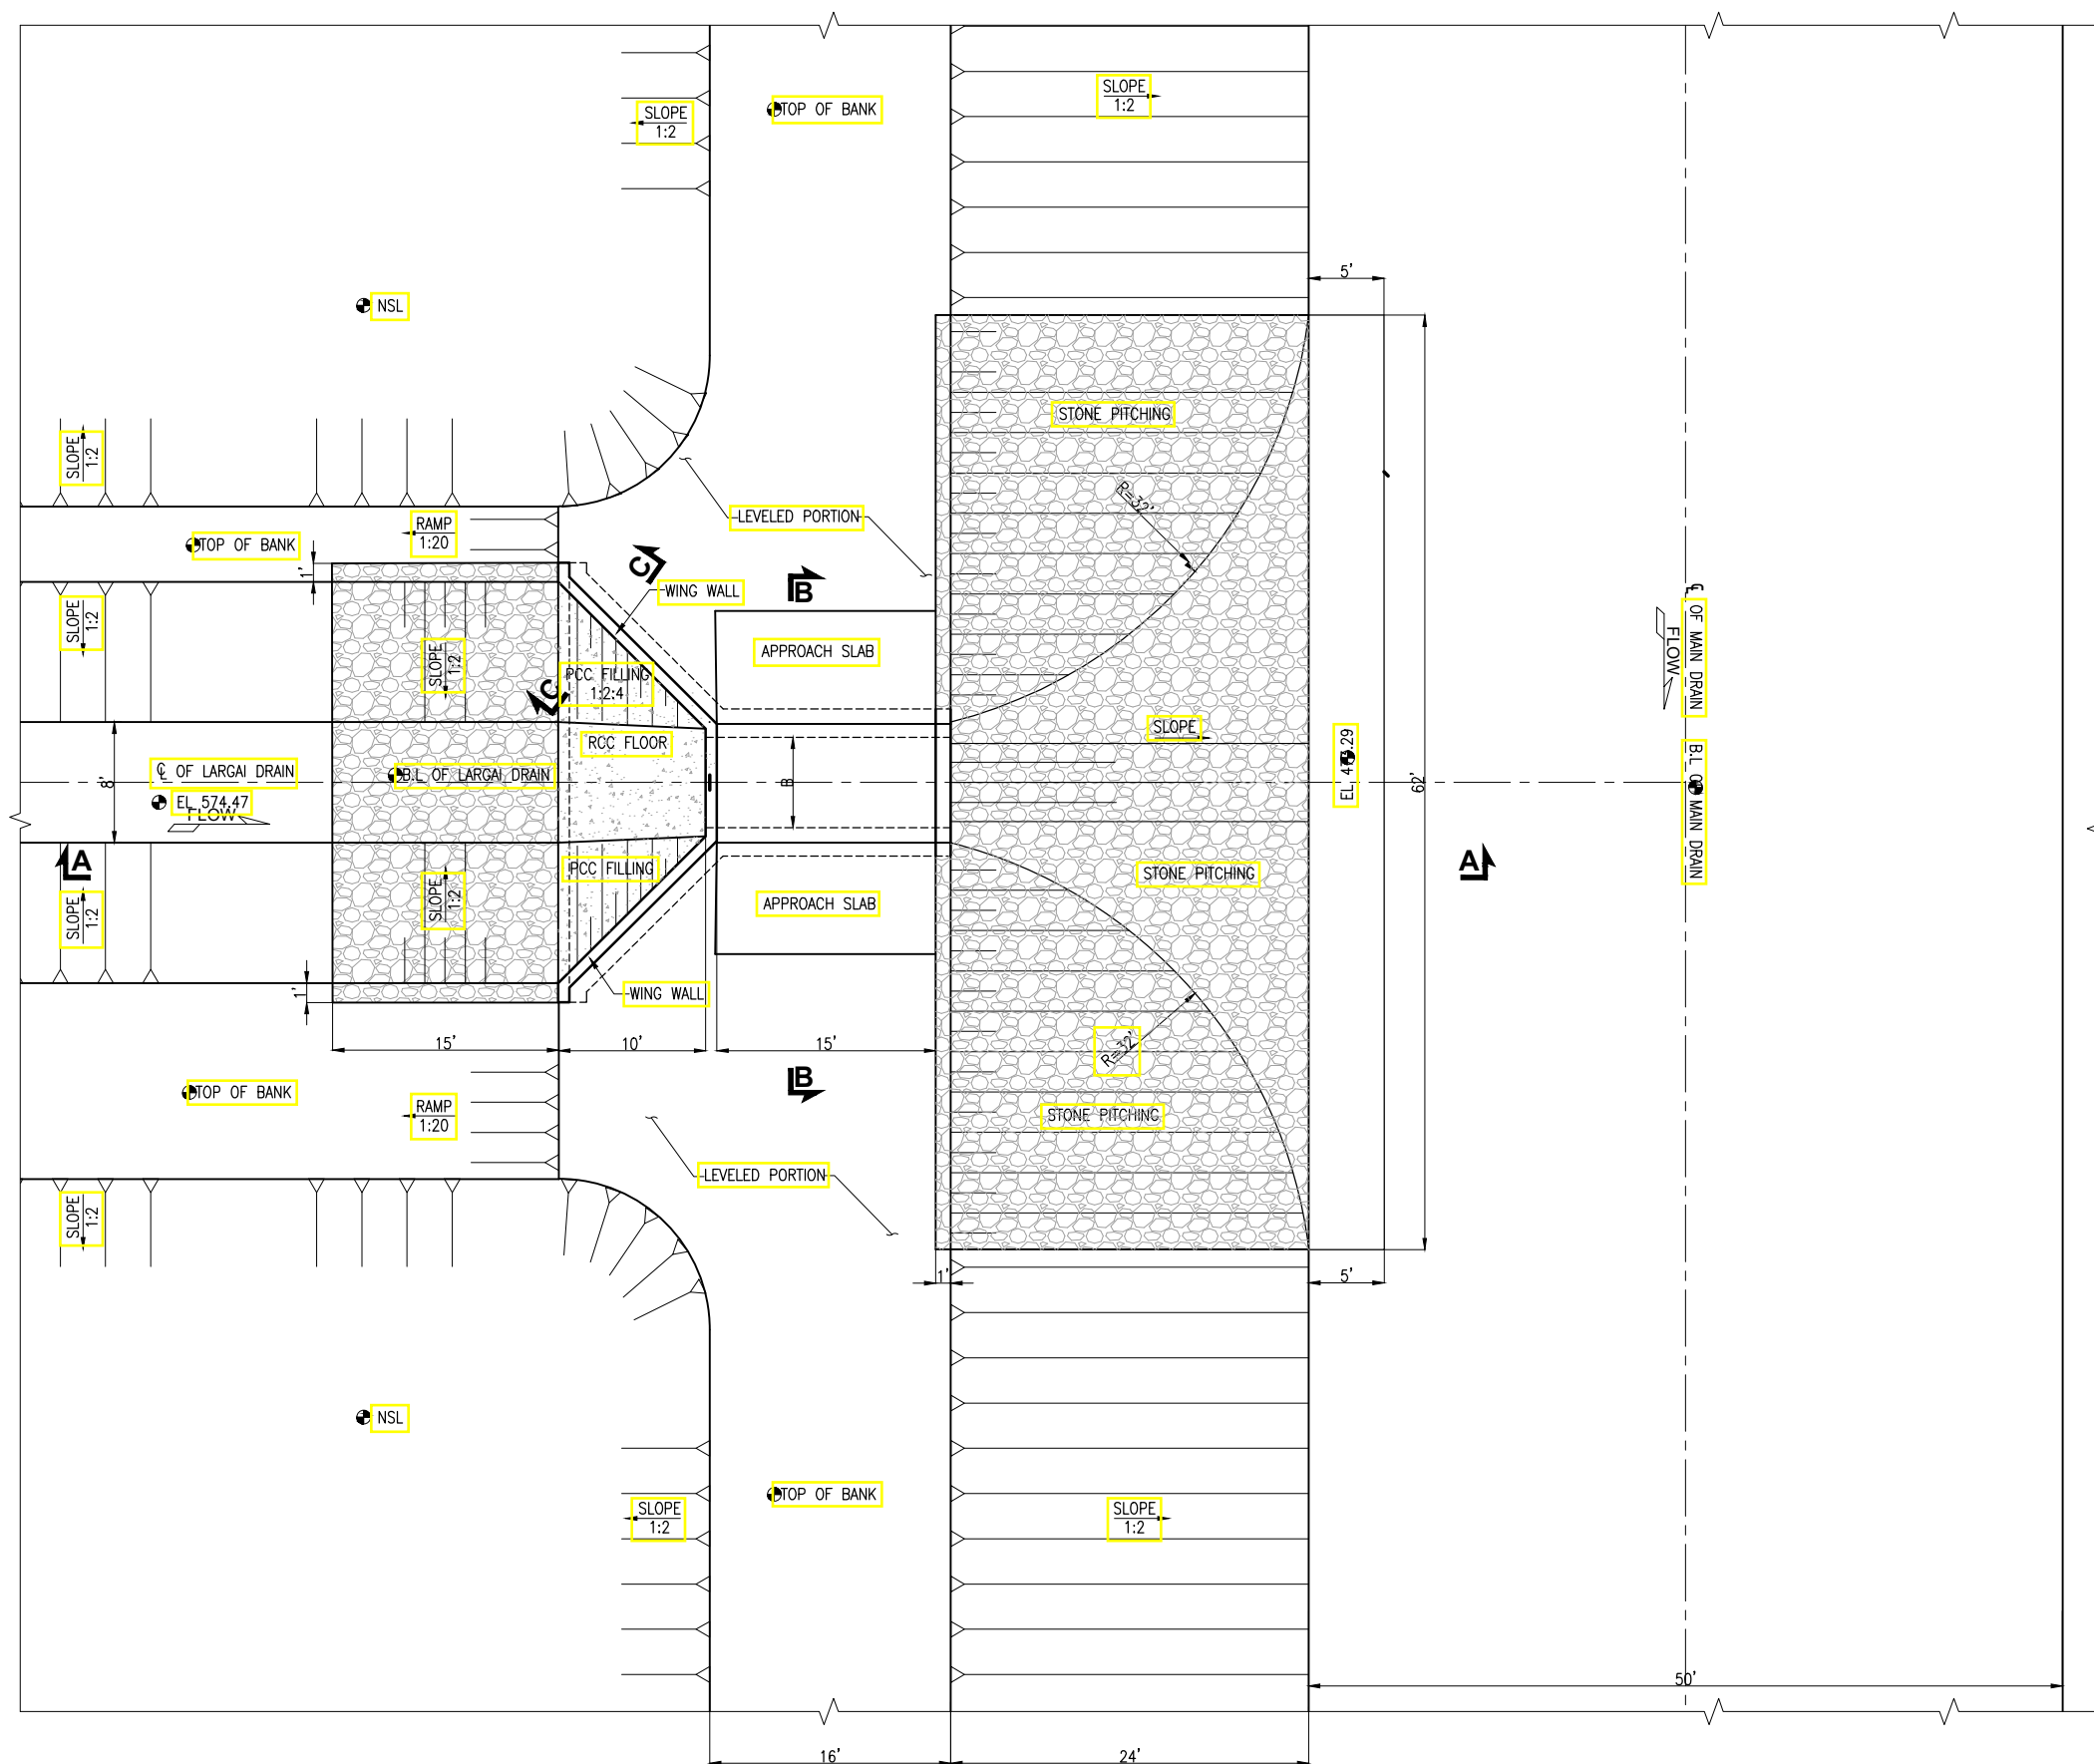 SLOPE
1:2
TOP OF BANK
SLOPE
1:2
5'
NSL
STONE PITCHING
SLOPE
1:2
R=32'
LEVELED PORTION
RAMP
1:20
TOP OF BANK
1'
C
WING WALL
B
SLOPE
1:2
APPROACH SLAB
SLOPE
1:2
PCC FILLING
1:2:4
C
℄ OF MAIN DRAIN
FLOW
SLOPE
RCC FLOOR
℄ OF LARGAI DRAIN
B.L OF LARGAI DRAIN
8'
B
62'
EL 574.47
FLOW
B.L MAIN DRAIN
A
PCC FILLING
STONE PITCHING
A
SLOPE
1:2
SLOPE
1:2
APPROACH SLAB
1'
WING WALL
15'
10'
15'
R=32'
B
TOP OF BANK
RAMP
1:20
STONE PITCHING
LEVELED PORTION
SLOPE
1:2
1'
5'
NSL
TOP OF BANK
SLOPE
1:2
SLOPE
1:2
50'
16'
24'